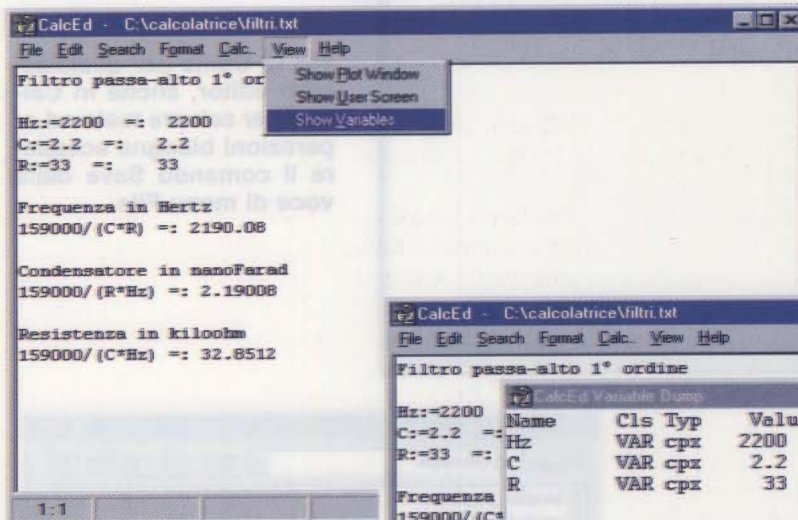 CalcEd - C:\calcolatrice\filtri.txt
File Edit Search Format Calc.. View Help
Show Plot Window
Show User Screen
Show Variables
Filtro passa-alto 1° or
Hz:=2200 =: 2200
C:=2.2 =: 2.2
R:=33 =: 33
Frequenza in Hertz
159000/(C*R) =: 2190.08
Condensatore in nanoFarad
159000/(R*Hz) =: 2.19008
Resistenza in kiloohm
159000/(C*Hz) =: 32.8512
1:1
CalcEd - C:\calcolatrice\filtri.txt
File Edit Search Format Calc.. View Help
Filtro passa-alto 1° ordine
Hz:=2200
C:=2.2 =:
R:=33 =:
Frequenza
159000/(C*
CalcEd Variable Dump
Name Cls Typ Valu
Hz VAR cpx 2200
C VAR cpx 2.2
R VAR cpx 33